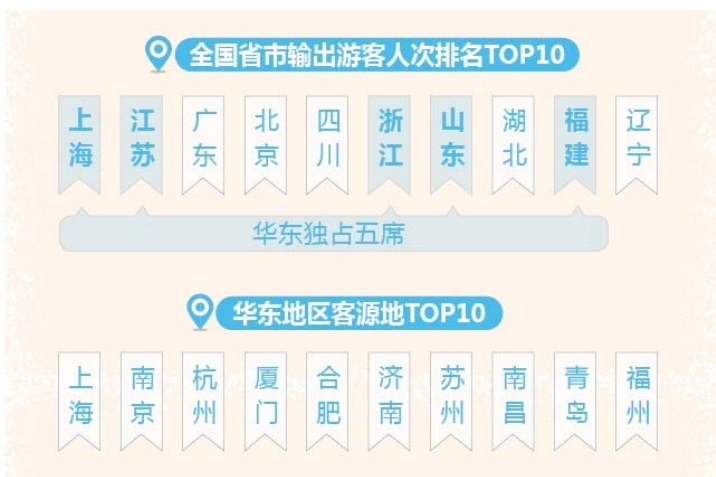 全国省市输出游客人次排名TOP10
上海 江苏 广东 北京 四川 浙江 山东 湖北 福建 辽宁
华东独占五席
华东地区客源地TOP10
上海 南京 杭州 厦门 合肥 济南 苏州 南昌 青岛 福州